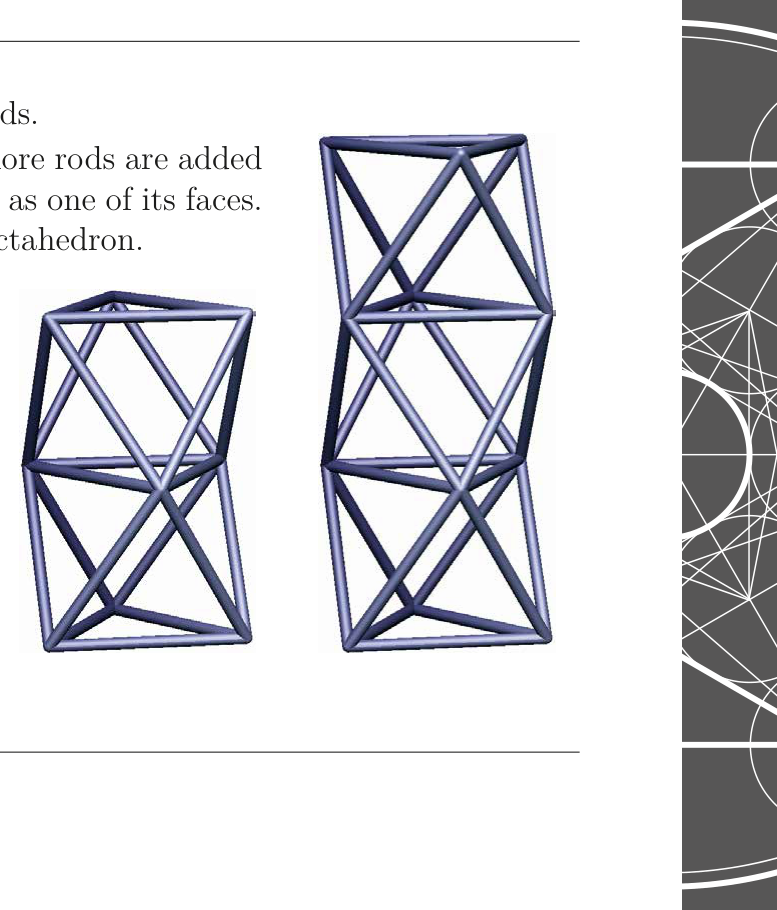 ds.
ore rods are added
as one of its faces.
ctahedron.